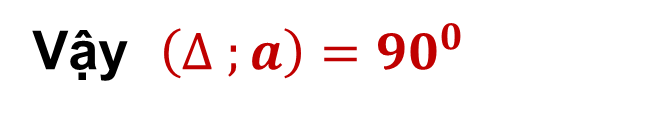 Vậy (Δ ; a) = 90⁰